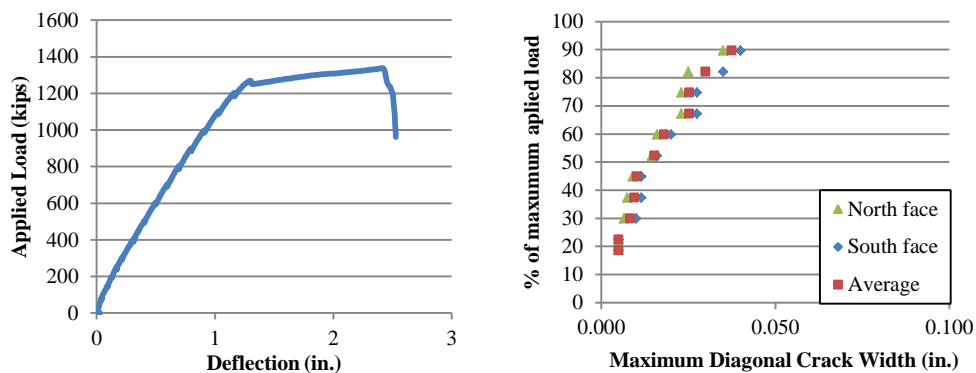 1600
1400
1200
1000
800
600
400
200
0
Applied Load (kips)
0 1 2 3
Deflection (in.)
100
90
80
70
60
50
40
30
20
10
0
% of maxumum aplied load
North face
South face
Average
0.000 0.050 0.100
Maximum Diagonal Crack Width (in.)